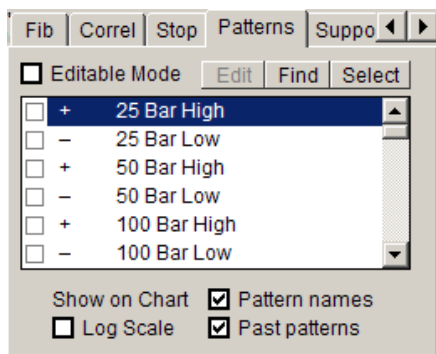 Fib Correl Stop Patterns Suppo
Editable Mode Edit Find Select
+ 25 Bar High
– 25 Bar Low
+ 50 Bar High
– 50 Bar Low
+ 100 Bar High
– 100 Bar Low
Show on Chart Pattern names
Log Scale Past patterns